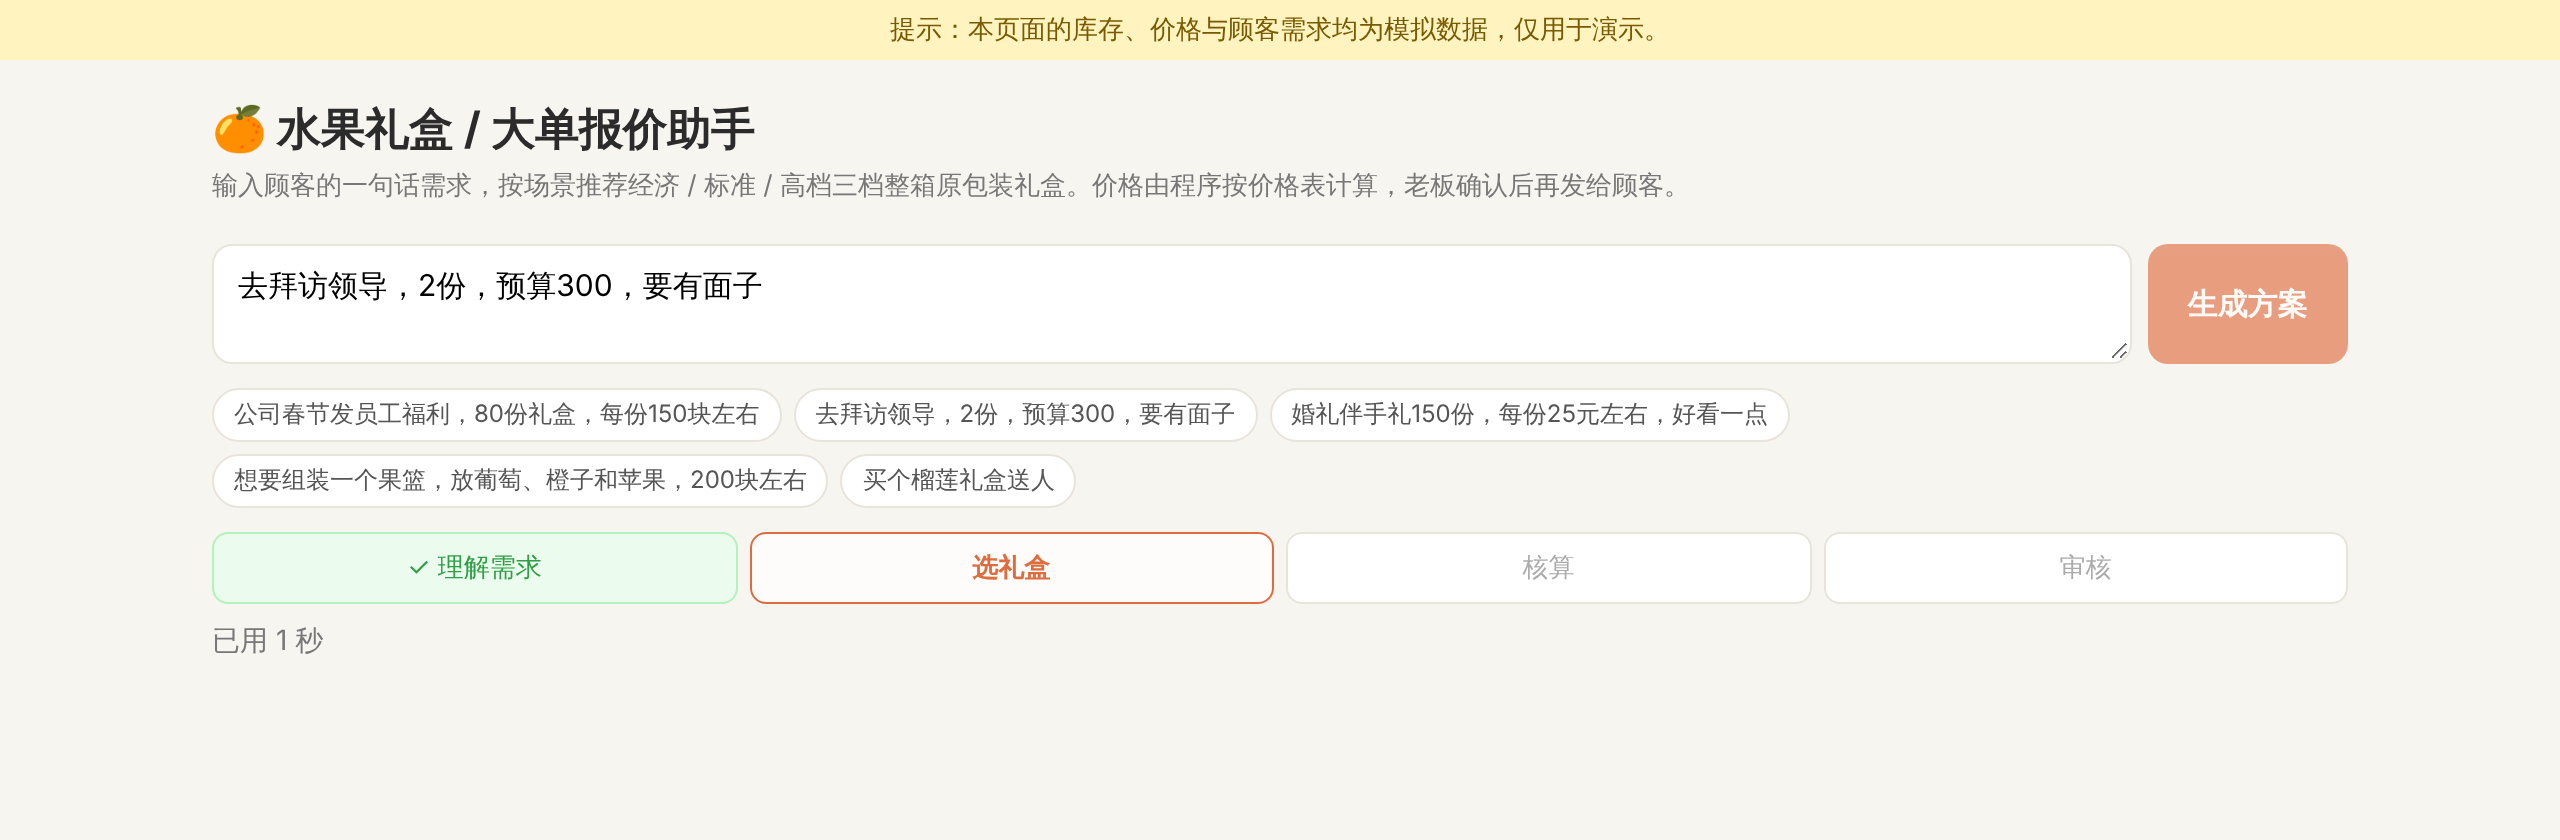 提示：本页面的库存、价格与顾客需求均为模拟数据，仅用于演示。
🍊 水果礼盒 / 大单报价助手
输入顾客的一句话需求，按场景推荐经济 / 标准 / 高档三档整箱原包装礼盒。价格由程序按价格表计算，老板确认后再发给顾客。
去拜访领导，2份，预算300，要有面子
生成方案
公司春节发员工福利，80份礼盒，每份150块左右
去拜访领导，2份，预算300，要有面子
婚礼伴手礼150份，每份25元左右，好看一点
想要组装一个果篮，放葡萄、橙子和苹果，200块左右
买个榴莲礼盒送人
✓ 理解需求
选礼盒
核算
审核
已用 1 秒